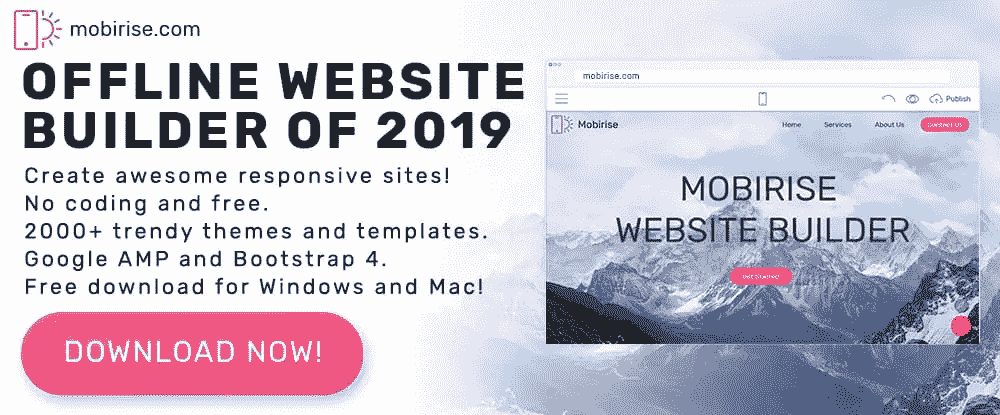 mobirise.com
OFFLINE WEBSITE
BUILDER OF 2019
Create awesome responsive sites!
No coding and free.
2000+ trendy themes and templates.
Google AMP and Bootstrap 4.
Free download for Windows and Mac!
DOWNLOAD NOW!
mobirise.com
Publish
Mobirise Home Services About Us Contact Us
MOBIRISE
WEBSITE BUILDER
Get Started